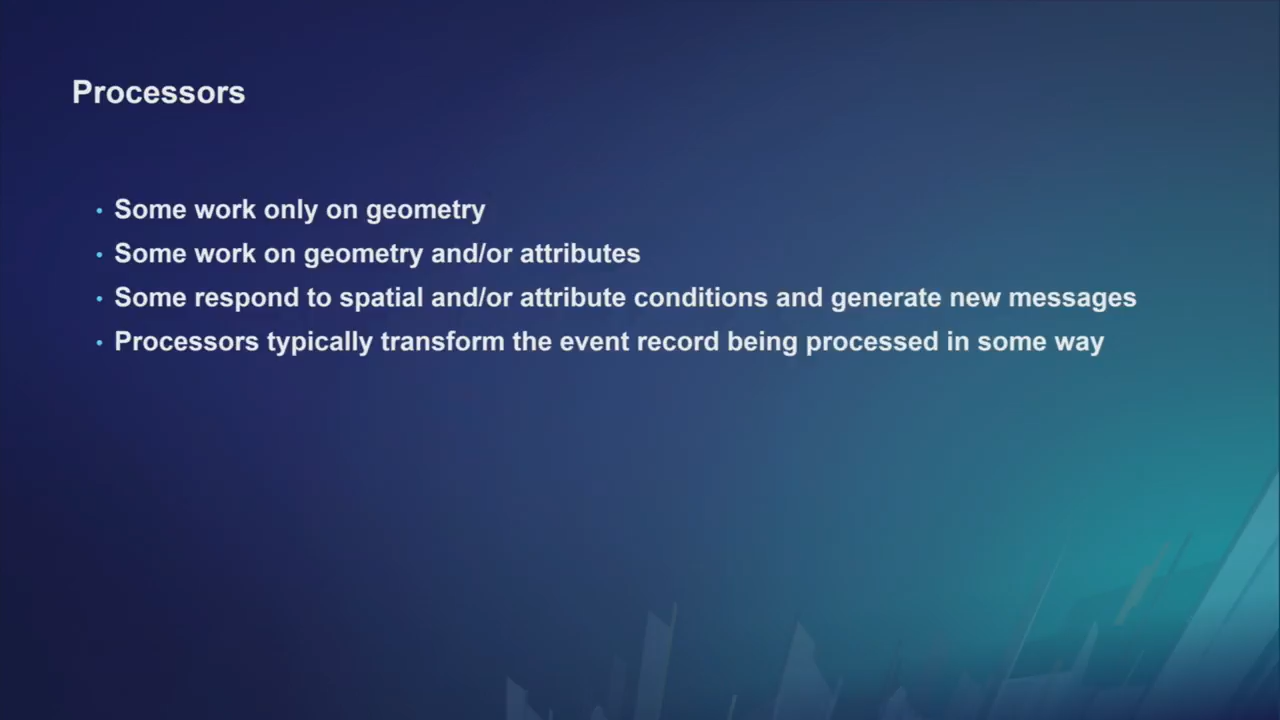 Processors
• Some work only on geometry
• Some work on geometry and/or attributes
• Some respond to spatial and/or attribute conditions and generate new messages
• Processors typically transform the event record being processed in some way